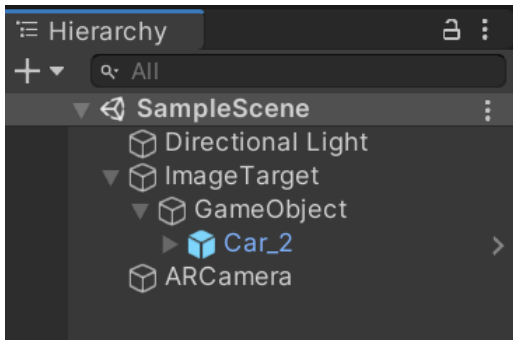 Hierarchy
All
SampleScene
Directional Light
ImageTarget
GameObject
Car_2
ARCamera